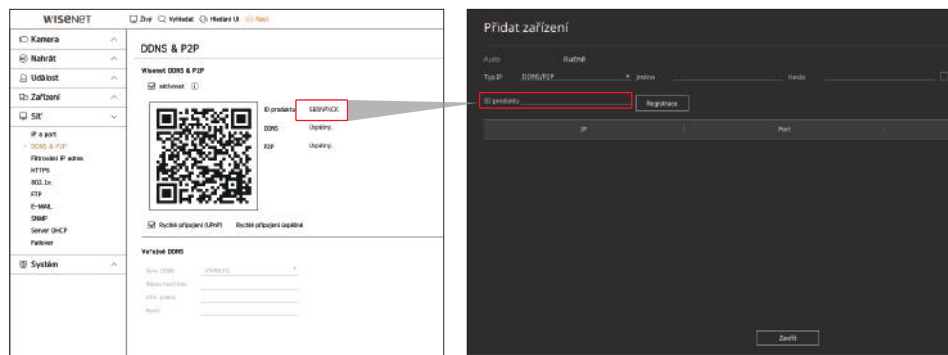 WISENET
Živý Vyhledat Hledání UI Nast.
Kamera
Nahrát
Událost
Zařízení
Síť
IP a port
DDNS & P2P
Filtrování IP adres
HTTPS
802.1x
FTP
E-MAIL
SNMP
Server DHCP
Failover
Systém
DDNS & P2P
Wisenet DDNS & P2P
aktivovat
ID produktu
DDNS Úspěšný.
P2P Úspěšný.
Rychlé připojení (UPnP) Rychlé připojení úspěšné
Veřejné DDNS
Heslo
Přidat zařízení
Auto Ručně
Typ IP DDNS/P2P Jméno Heslo
ID produktu Registrace
IP Port
Zavřít